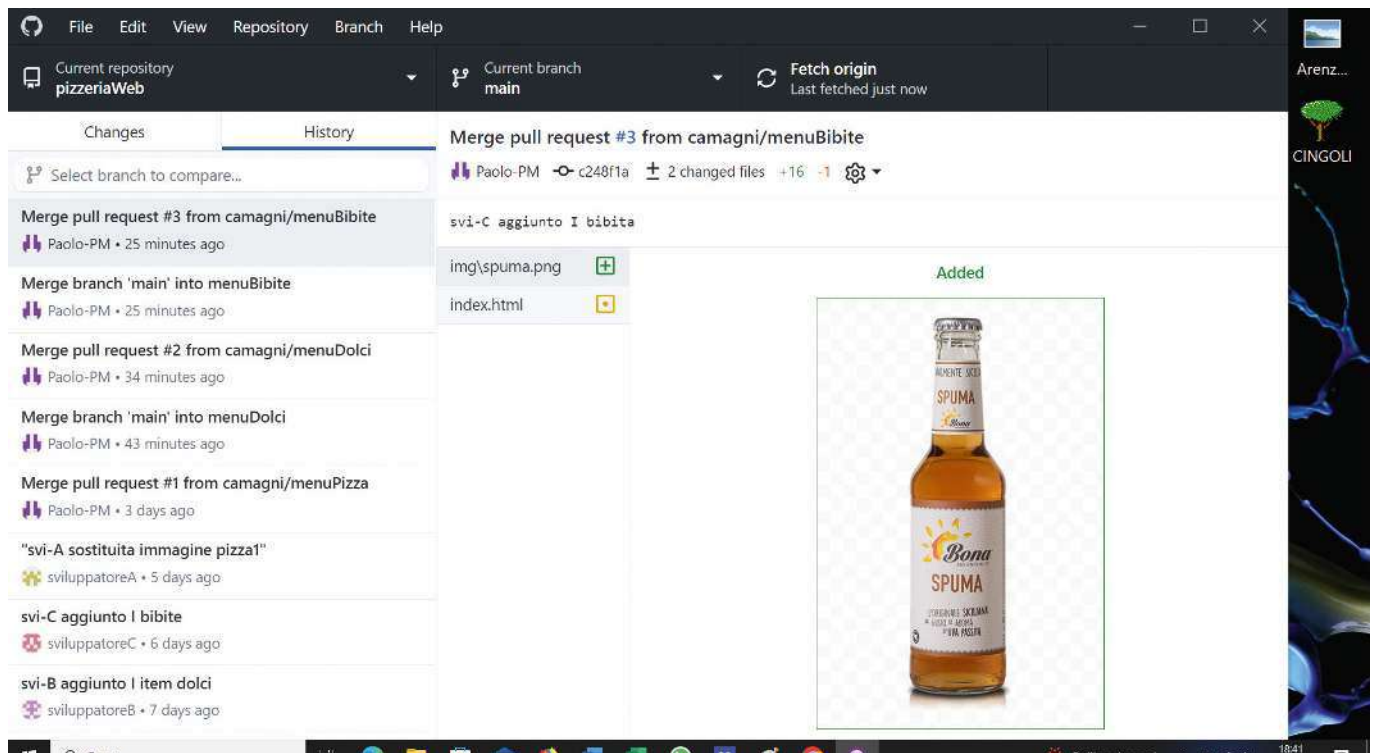 File Edit View Repository Branch Help
Current repository
pizzeriaWeb
Current branch
main
Fetch origin
Last fetched just now
Arenz...
CINGOLI
Changes History
Select branch to compare...
Merge pull request #3 from camagni/menuBibite
Paolo-PM • 25 minutes ago
Merge branch 'main' into menuBibite
Paolo-PM • 25 minutes ago
Merge pull request #2 from camagni/menuDolci
Paolo-PM • 34 minutes ago
Merge branch 'main' into menuDolci
Paolo-PM • 43 minutes ago
Merge pull request #1 from camagni/menuPizza
Paolo-PM • 3 days ago
"svi-A sostituita immagine pizza1"
sviluppatoreA • 5 days ago
svi-C aggiunto I bibite
sviluppatoreC • 6 days ago
svi-B aggiunto I item dolci
sviluppatoreB • 7 days ago
Merge pull request #3 from camagni/menuBibite
Paolo-PM c248f1a 2 changed files +16 -1
svi-C aggiunto I bibita
img\spuma.png
index.html
Added
SPUMA
Bona
Bona
SPUMA
18:41